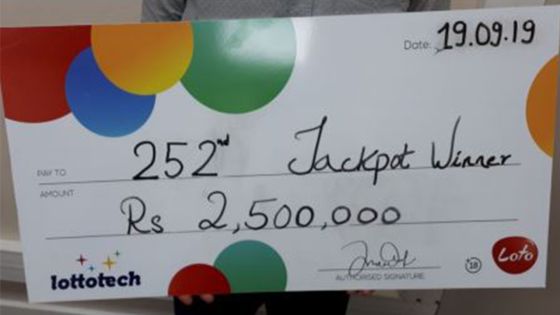 Date: 19.09.19
PAY TO 252nd Jackpot Winner
AMOUNT
Rs 2,500,000
lottotech
AUTHORISED SIGNATURE
18
Loto